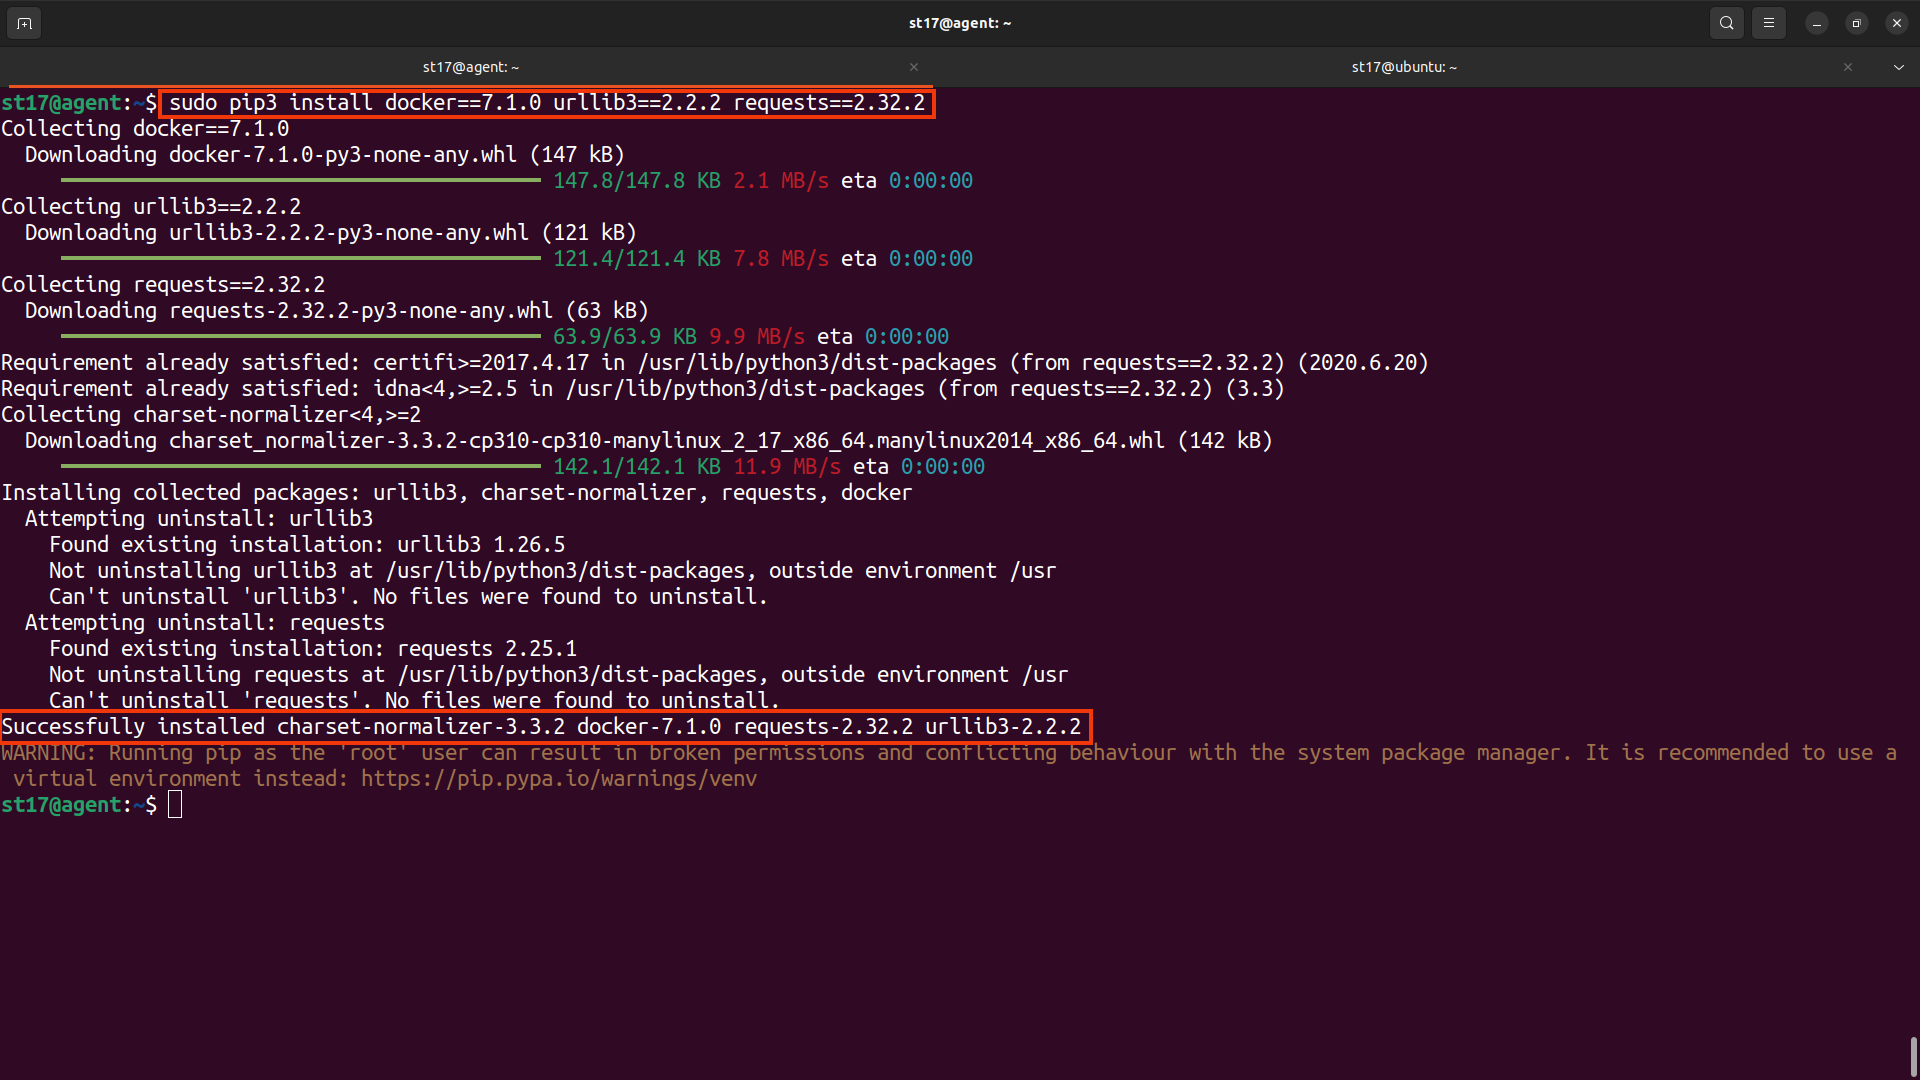 st17@agent: ~
st17@agent: ~
st17@ubuntu: ~
st17@agent:~$ sudo pip3 install docker==7.1.0 urllib3==2.2.2 requests==2.32.2
Collecting docker==7.1.0
  Downloading docker-7.1.0-py3-none-any.whl (147 kB)
147.8/147.8 KB 2.1 MB/s eta 0:00:00
Collecting urllib3==2.2.2
  Downloading urllib3-2.2.2-py3-none-any.whl (121 kB)
121.4/121.4 KB 7.8 MB/s eta 0:00:00
Collecting requests==2.32.2
  Downloading requests-2.32.2-py3-none-any.whl (63 kB)
63.9/63.9 KB 9.9 MB/s eta 0:00:00
Requirement already satisfied: certifi>=2017.4.17 in /usr/lib/python3/dist-packages (from requests==2.32.2) (2020.6.20)
Requirement already satisfied: idna<4,>=2.5 in /usr/lib/python3/dist-packages (from requests==2.32.2) (3.3)
Collecting charset-normalizer<4,>=2
  Downloading charset_normalizer-3.3.2-cp310-cp310-manylinux_2_17_x86_64.manylinux2014_x86_64.whl (142 kB)
142.1/142.1 KB 11.9 MB/s eta 0:00:00
Installing collected packages: urllib3, charset-normalizer, requests, docker
  Attempting uninstall: urllib3
    Found existing installation: urllib3 1.26.5
    Not uninstalling urllib3 at /usr/lib/python3/dist-packages, outside environment /usr
    Can't uninstall 'urllib3'. No files were found to uninstall.
  Attempting uninstall: requests
    Found existing installation: requests 2.25.1
    Not uninstalling requests at /usr/lib/python3/dist-packages, outside environment /usr
    Can't uninstall 'requests'. No files were found to uninstall.
Successfully installed charset-normalizer-3.3.2 docker-7.1.0 requests-2.32.2 urllib3-2.2.2
WARNING: Running pip as the 'root' user can result in broken permissions and conflicting behaviour with the system package manager. It is recommended to use a
 virtual environment instead: https://pip.pypa.io/warnings/venv
st17@agent:~$